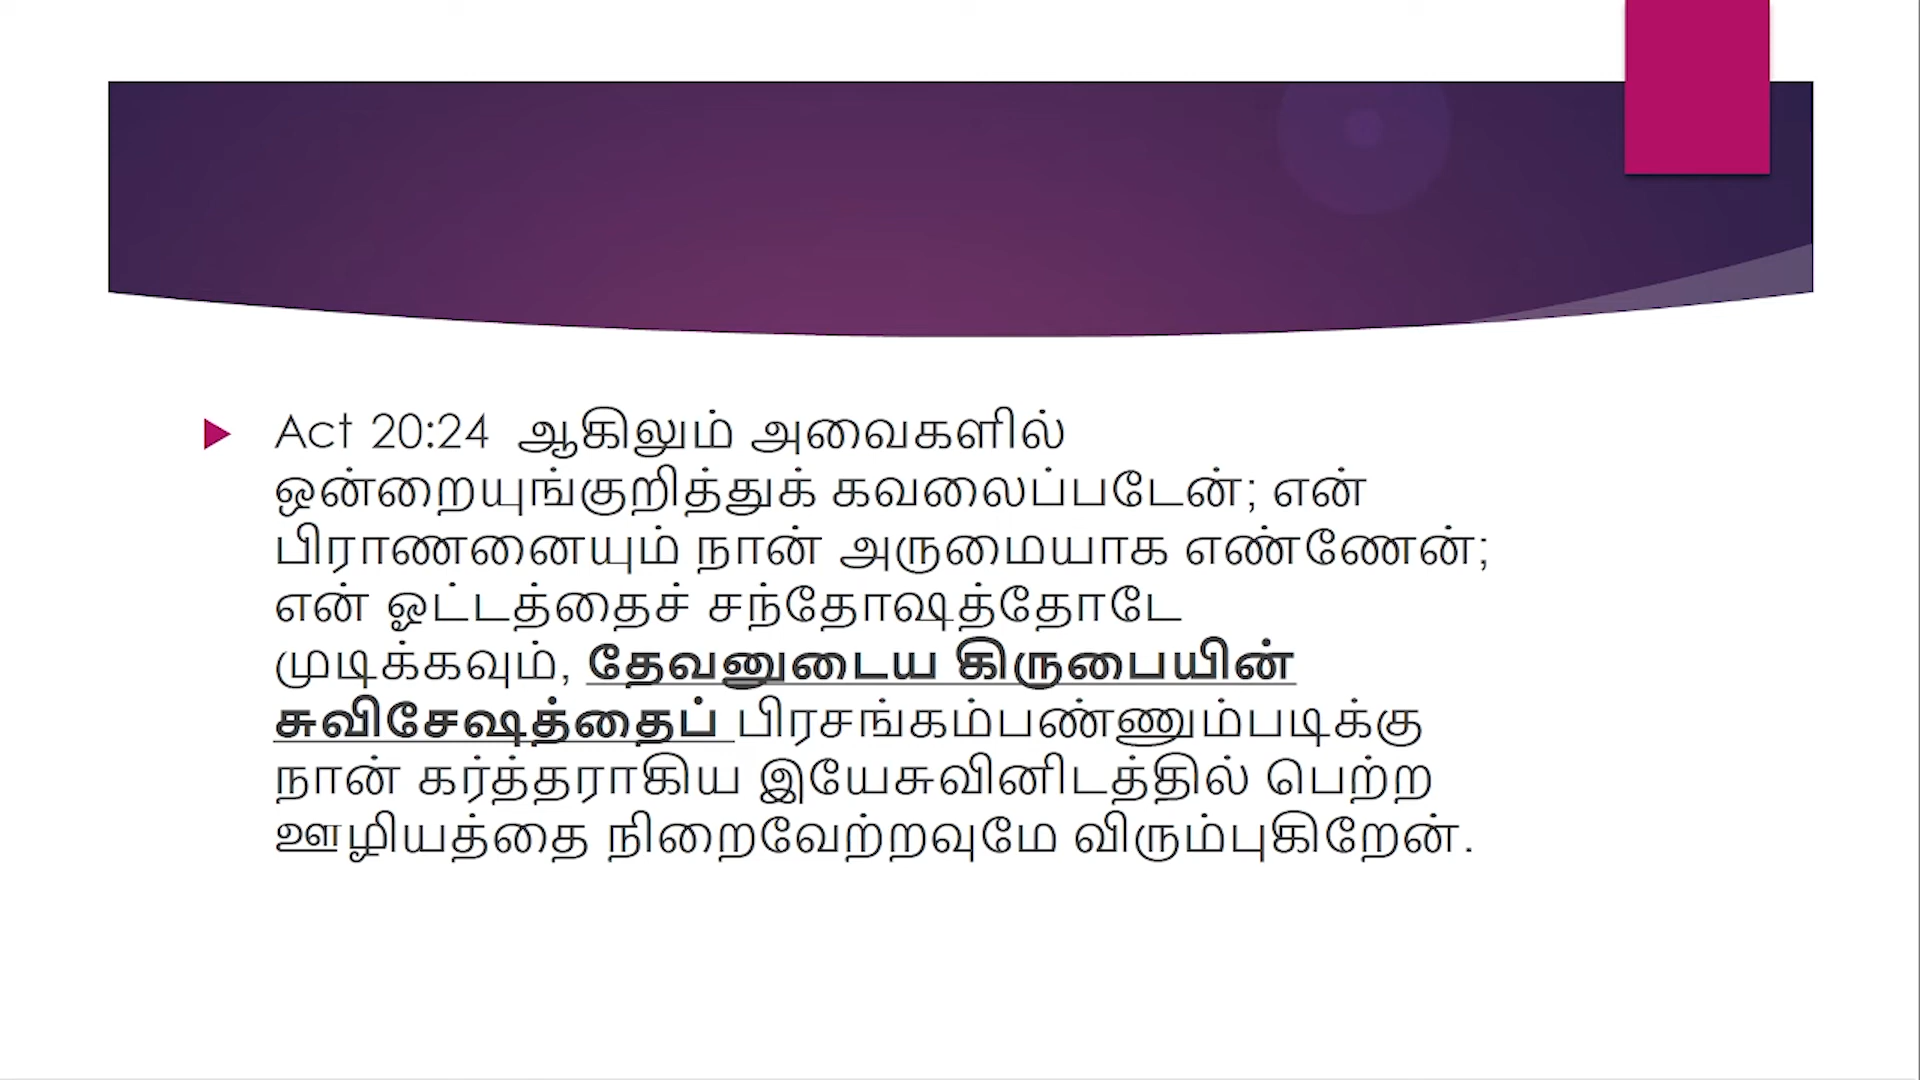 Act 20:24 ஆகிலும் அவைகளில்
ஒன்றையுங்குறித்துக் கவலைப்படேன்; என்
பிராணனையும் நான் அருமையாக எண்ணேன்;
என் ஓட்டத்தைச் சந்தோஷத்தோடே
முடிக்கவும், தேவனுடைய கிருபையின்
சுவிசேஷத்தைப் பிரசங்கம்பண்ணும்படிக்கு
நான் கர்த்தராகிய இயேசுவினிடத்தில் பெற்ற
ஊழியத்தை நிறைவேற்றவுமே விரும்புகிறேன்.